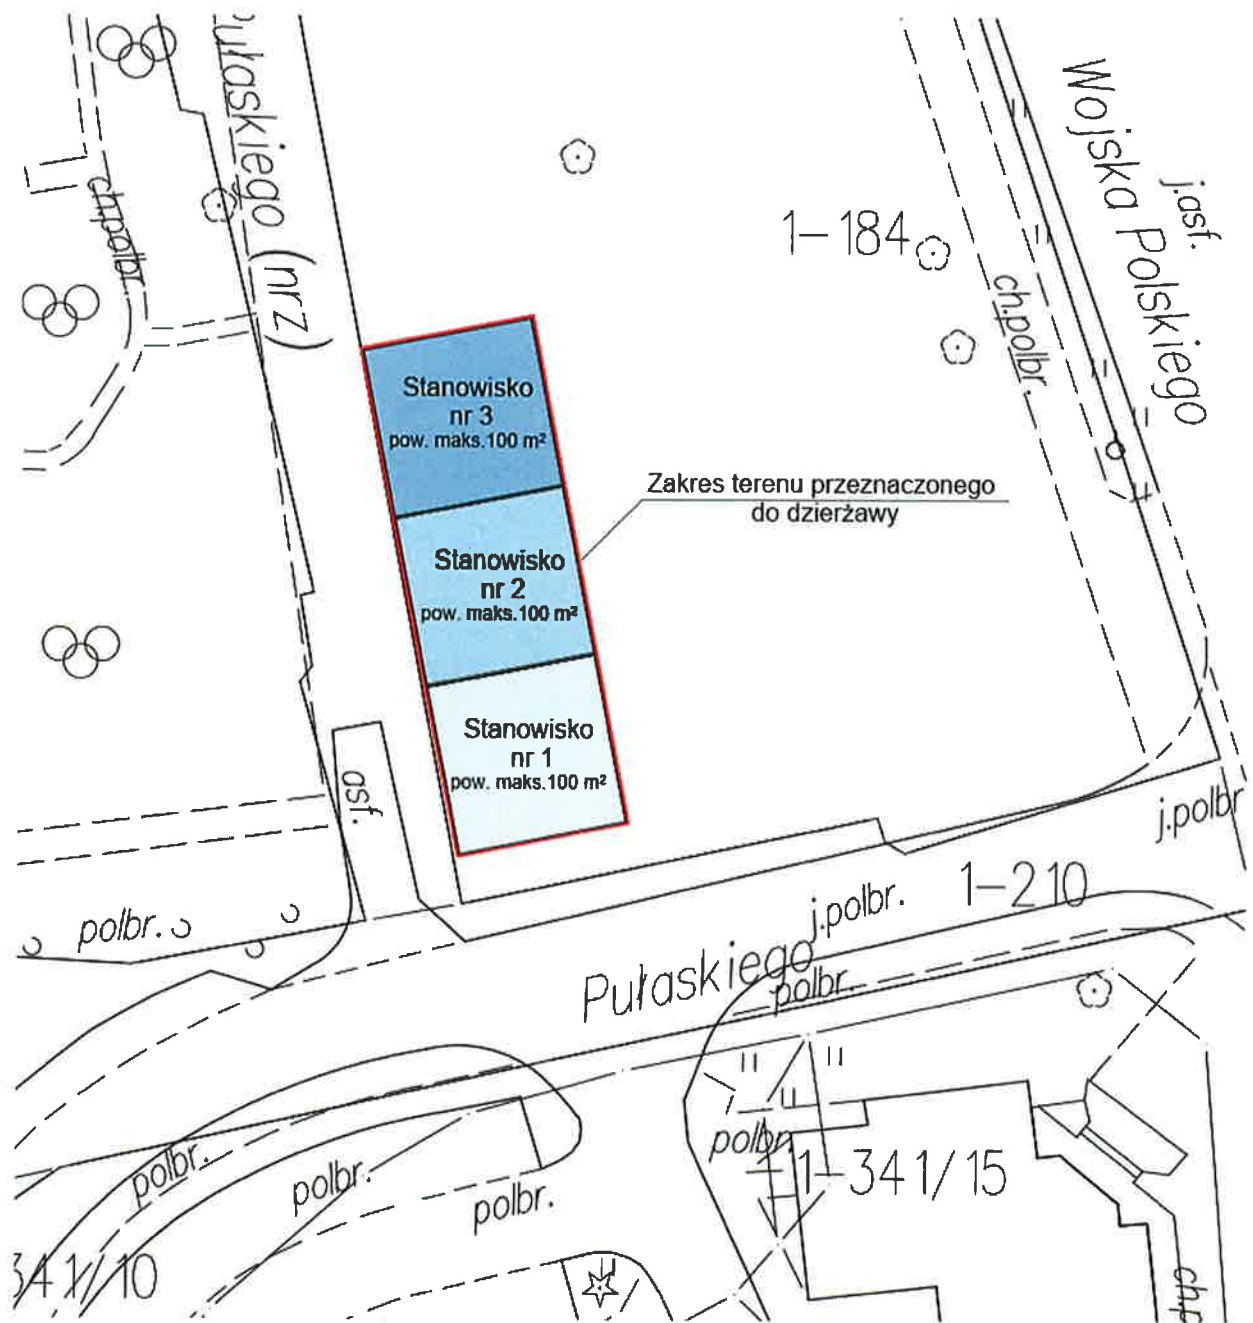 Pułaskiego (nrz)
ch.polbr.
1-184
Wojska Polskiego
j.asf.
ch.polbr.
Stanowisko
nr 3
pow. maks.100 m²
Zakres terenu przeznaczonego
do dzierżawy
Stanowisko
nr 2
pow. maks.100 m²
Stanowisko
nr 1
pow. maks.100 m²
asf.
j.polbr
polbr.
j.polbr.
1-210
Pułaskiego
polbr.
polbr.
1-341/15
polbr.
polbr.
polbr.
341/10
ch.p